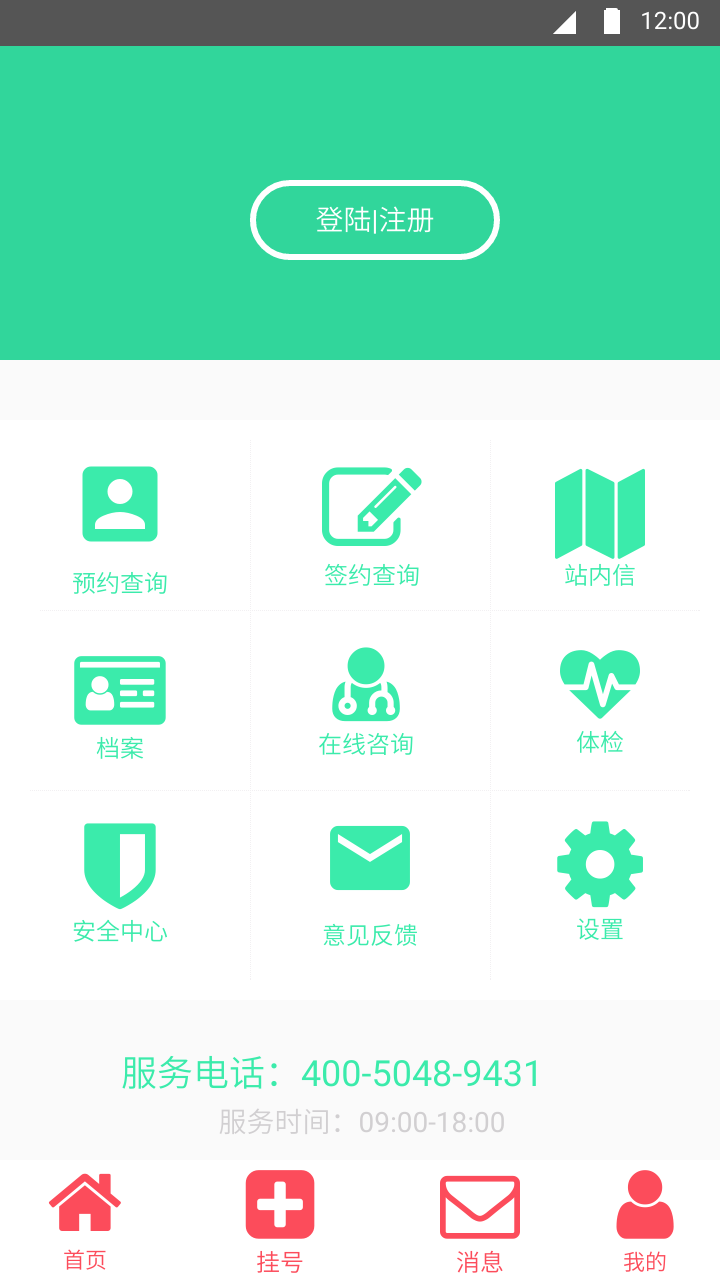 12:00
登陆|注册
预约查询
签约查询
站内信
档案
在线咨询
体检
安全中心
意见反馈
设置
服务电话：400-5048-9431
服务时间：09:00-18:00
首页
挂号
消息
我的